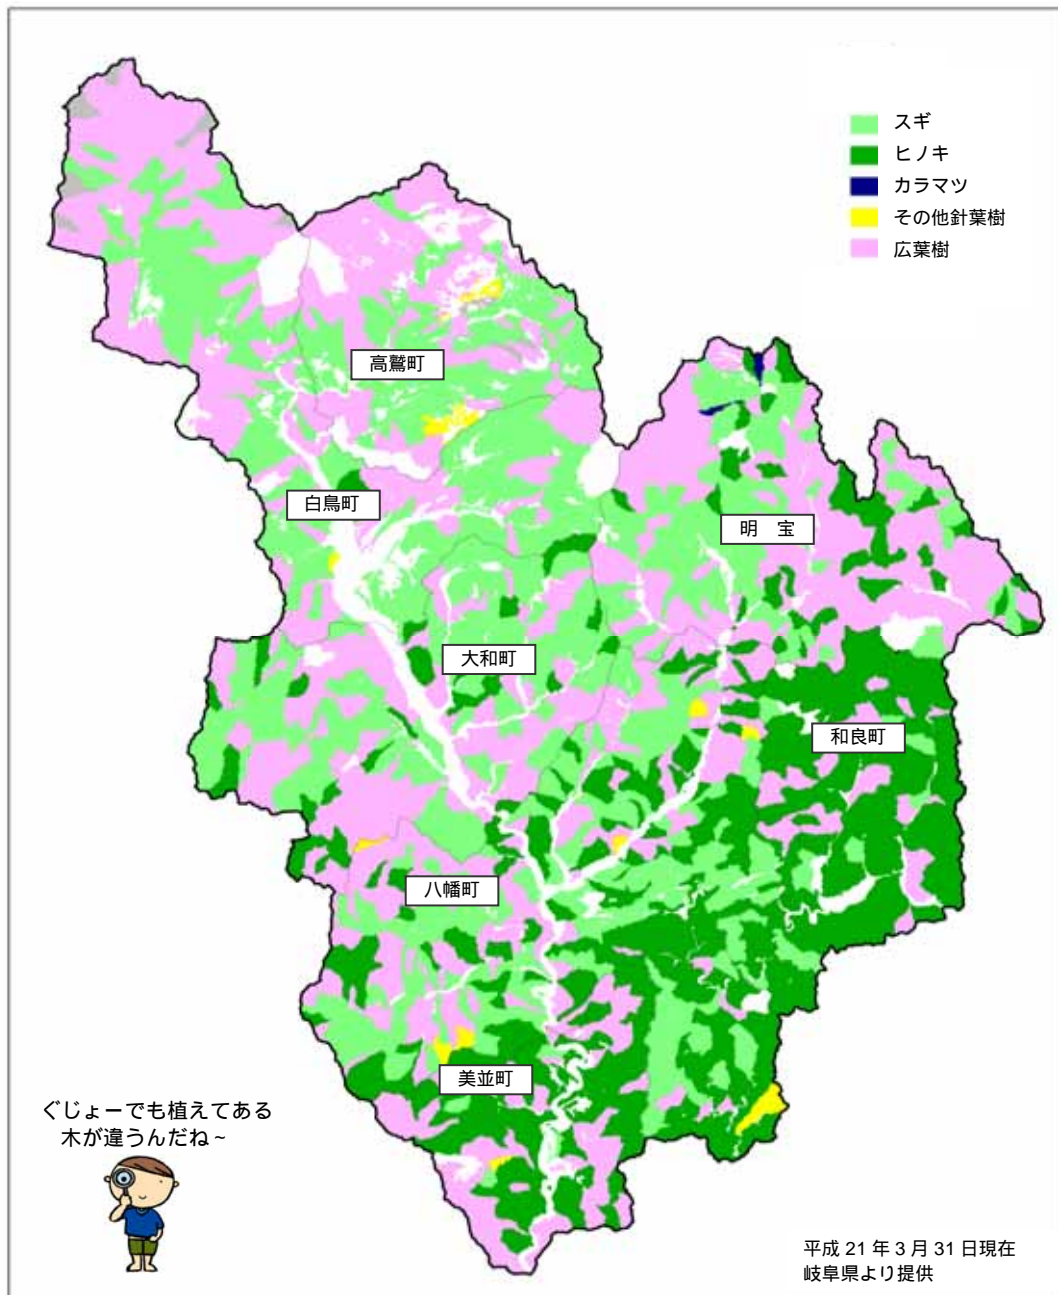 スギ
ヒノキ
カラマツ
その他針葉樹
広葉樹
高鷲町
白鳥町
明　宝
大和町
和良町
八幡町
美並町
ぐじょーでも植えてある
木が違うんだね~
平成 21 年 3 月 31 日現在
岐阜県より提供